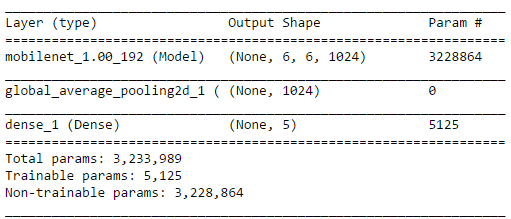 Layer (type)                 Output Shape              Param #
=================================================================
mobilenet_1.00_192 (Model)   (None, 6, 6, 1024)        3228864
_________________________________________________________________
global_average_pooling2d_1 ( (None, 1024)              0
_________________________________________________________________
dense_1 (Dense)              (None, 5)                 5125
=================================================================
Total params: 3,233,989
Trainable params: 5,125
Non-trainable params: 3,228,864
_________________________________________________________________